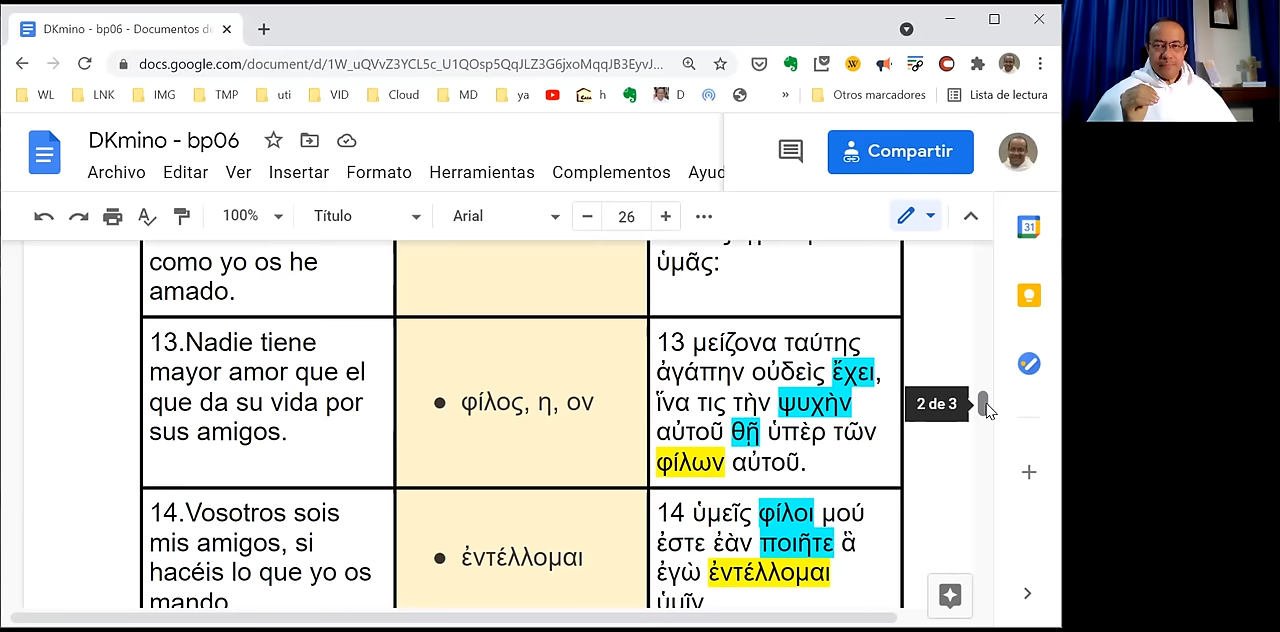 DKmino - bp06 - Documentos d
docs.google.com/document/d/1W_uQVvZ3YCL5c_U1QOsp5QqJLZ3G6jxoMqqJB3EyvJ...
WL LNK IMG TMP uti VID Cloud MD ya h D » Otros marcadores Lista de lectura
DKmino - bp06
Compartir
Archivo Editar Ver Insertar Formato Herramientas Complementos Ayud
100% Título Arial 26
31
como yo os he
amado.
ὑμᾶς:
13.Nadie tiene
mayor amor que el
que da su vida por
sus amigos.
φίλος, η, ον
13 μείζονα ταύτης
ἀγάπην οὐδεὶς ἔχει,
ἵνα τις τὴν ψυχὴν
αὐτοῦ θῇ ὑπὲρ τῶν
φίλων αὐτοῦ.
2 de 3
14.Vosotros sois
mis amigos, si
hacéis lo que yo os
mando
ἐντέλλομαι
14 ὑμεῖς φίλοι μού
ἐστε ἐὰν ποιῆτε ἃ
ἐγὼ ἐντέλλομαι
ὑμῖν